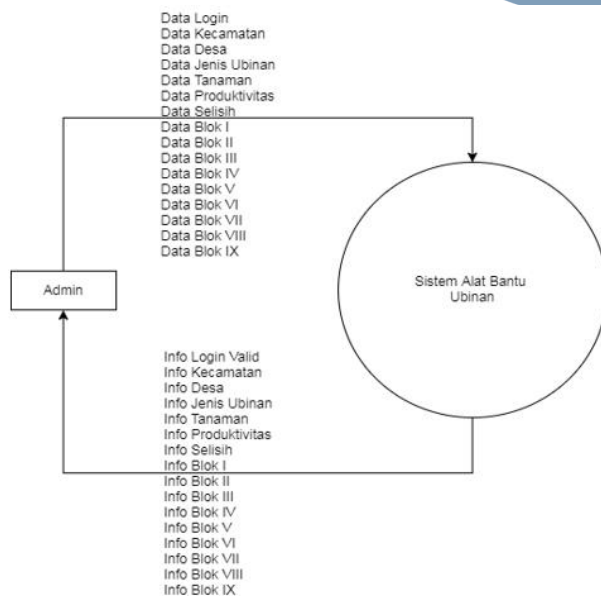 Data Login
Data Kecamatan
Data Desa
Data Jenis Ubinan
Data Tanaman
Data Produktivitas
Data Selisih
Data Blok I
Data Blok II
Data Blok III
Data Blok IV
Data Blok V
Data Blok VI
Data Blok VII
Data Blok VIII
Data Blok IX
Admin
Sistem Alat Bantu
Ubinan
Info Login Valid
Info Kecamatan
Info Desa
Info Jenis Ubinan
Info Tanaman
Info Produktivitas
Info Selisih
Info Blok I
Info Blok II
Info Blok III
Info Blok IV
Info Blok V
Info Blok VI
Info Blok VII
Info Blok VIII
Info Blok IX